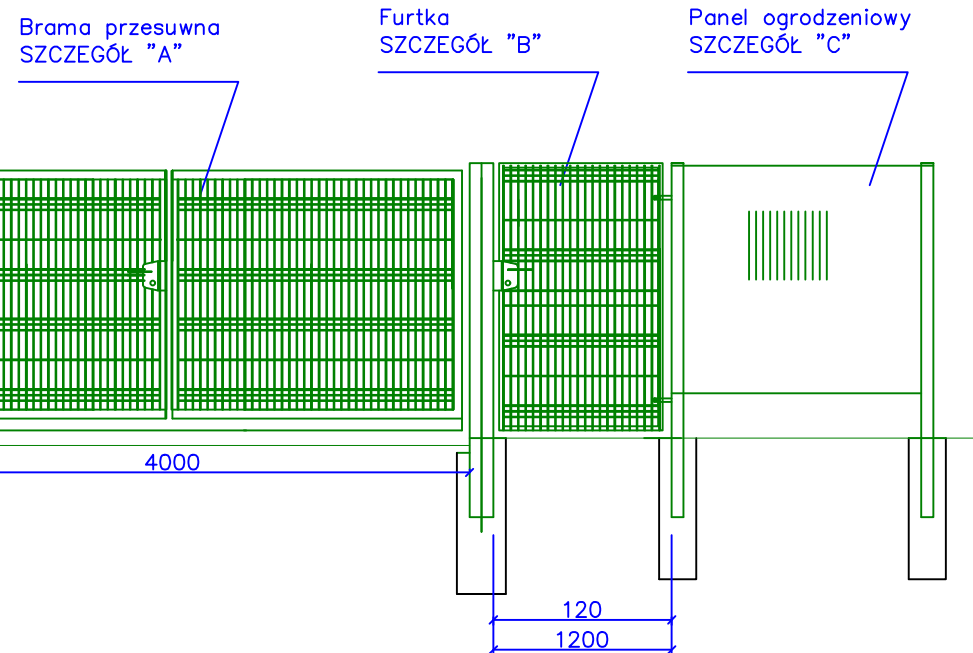 Brama przesuwna
SZCZEGÓŁ "A"
Furtka
SZCZEGÓŁ "B"
Panel ogrodzeniowy
SZCZEGÓŁ "C"
4000
120
1200